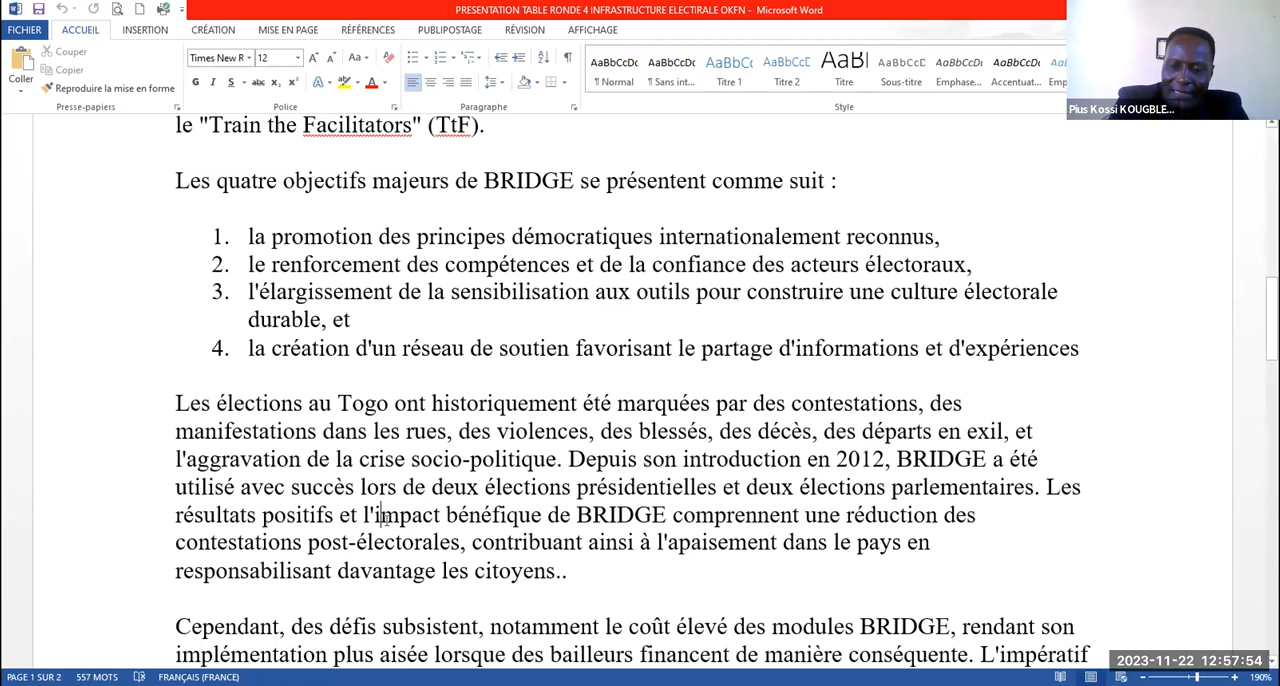 PRESENTATION TABLE RONDE 4 INFRASTRUCTURE ELECTIRALE OKFN - Microsoft Word
FICHIER ACCUEIL INSERTION CRÉATION MISE EN PAGE RÉFÉRENCES PUBLIPOSTAGE RÉVISION AFFICHAGE
Coller
Couper
Copier
Reproduire la mise en forme
Presse-papiers
Times New R 12
G I S abc x₂ x²
Police
Paragraphe
AaBbCcDc AaBbCcDc AaBbCc AaBbCcC AaBl AaBbCcD AaBbCcDc AaBbCcDc
¶ Normal ¶ Sans int... Titre 1 Titre 2 Titre Sous-titre Emphase... Accentuat...
Style
Pius Kossi KOUGBLE...
le "Train the Facilitators" (TtF).
Les quatre objectifs majeurs de BRIDGE se présentent comme suit :
1. la promotion des principes démocratiques internationalement reconnus,
2. le renforcement des compétences et de la confiance des acteurs électoraux,
3. l'élargissement de la sensibilisation aux outils pour construire une culture électorale
durable, et
4. la création d'un réseau de soutien favorisant le partage d'informations et d'expériences
Les élections au Togo ont historiquement été marquées par des contestations, des
manifestations dans les rues, des violences, des blessés, des décès, des départs en exil, et
l'aggravation de la crise socio-politique. Depuis son introduction en 2012, BRIDGE a été
utilisé avec succès lors de deux élections présidentielles et deux élections parlementaires. Les
résultats positifs et l'impact bénéfique de BRIDGE comprennent une réduction des
contestations post-électorales, contribuant ainsi à l'apaisement dans le pays en
responsabilisant davantage les citoyens..
Cependant, des défis subsistent, notamment le coût élevé des modules BRIDGE, rendant son
implémentation plus aisée lorsque des bailleurs financent de manière conséquente. L'impératif
2023-11-22 12:57:54
PAGE 1 SUR 2 557 MOTS FRANÇAIS (FRANCE) 190%